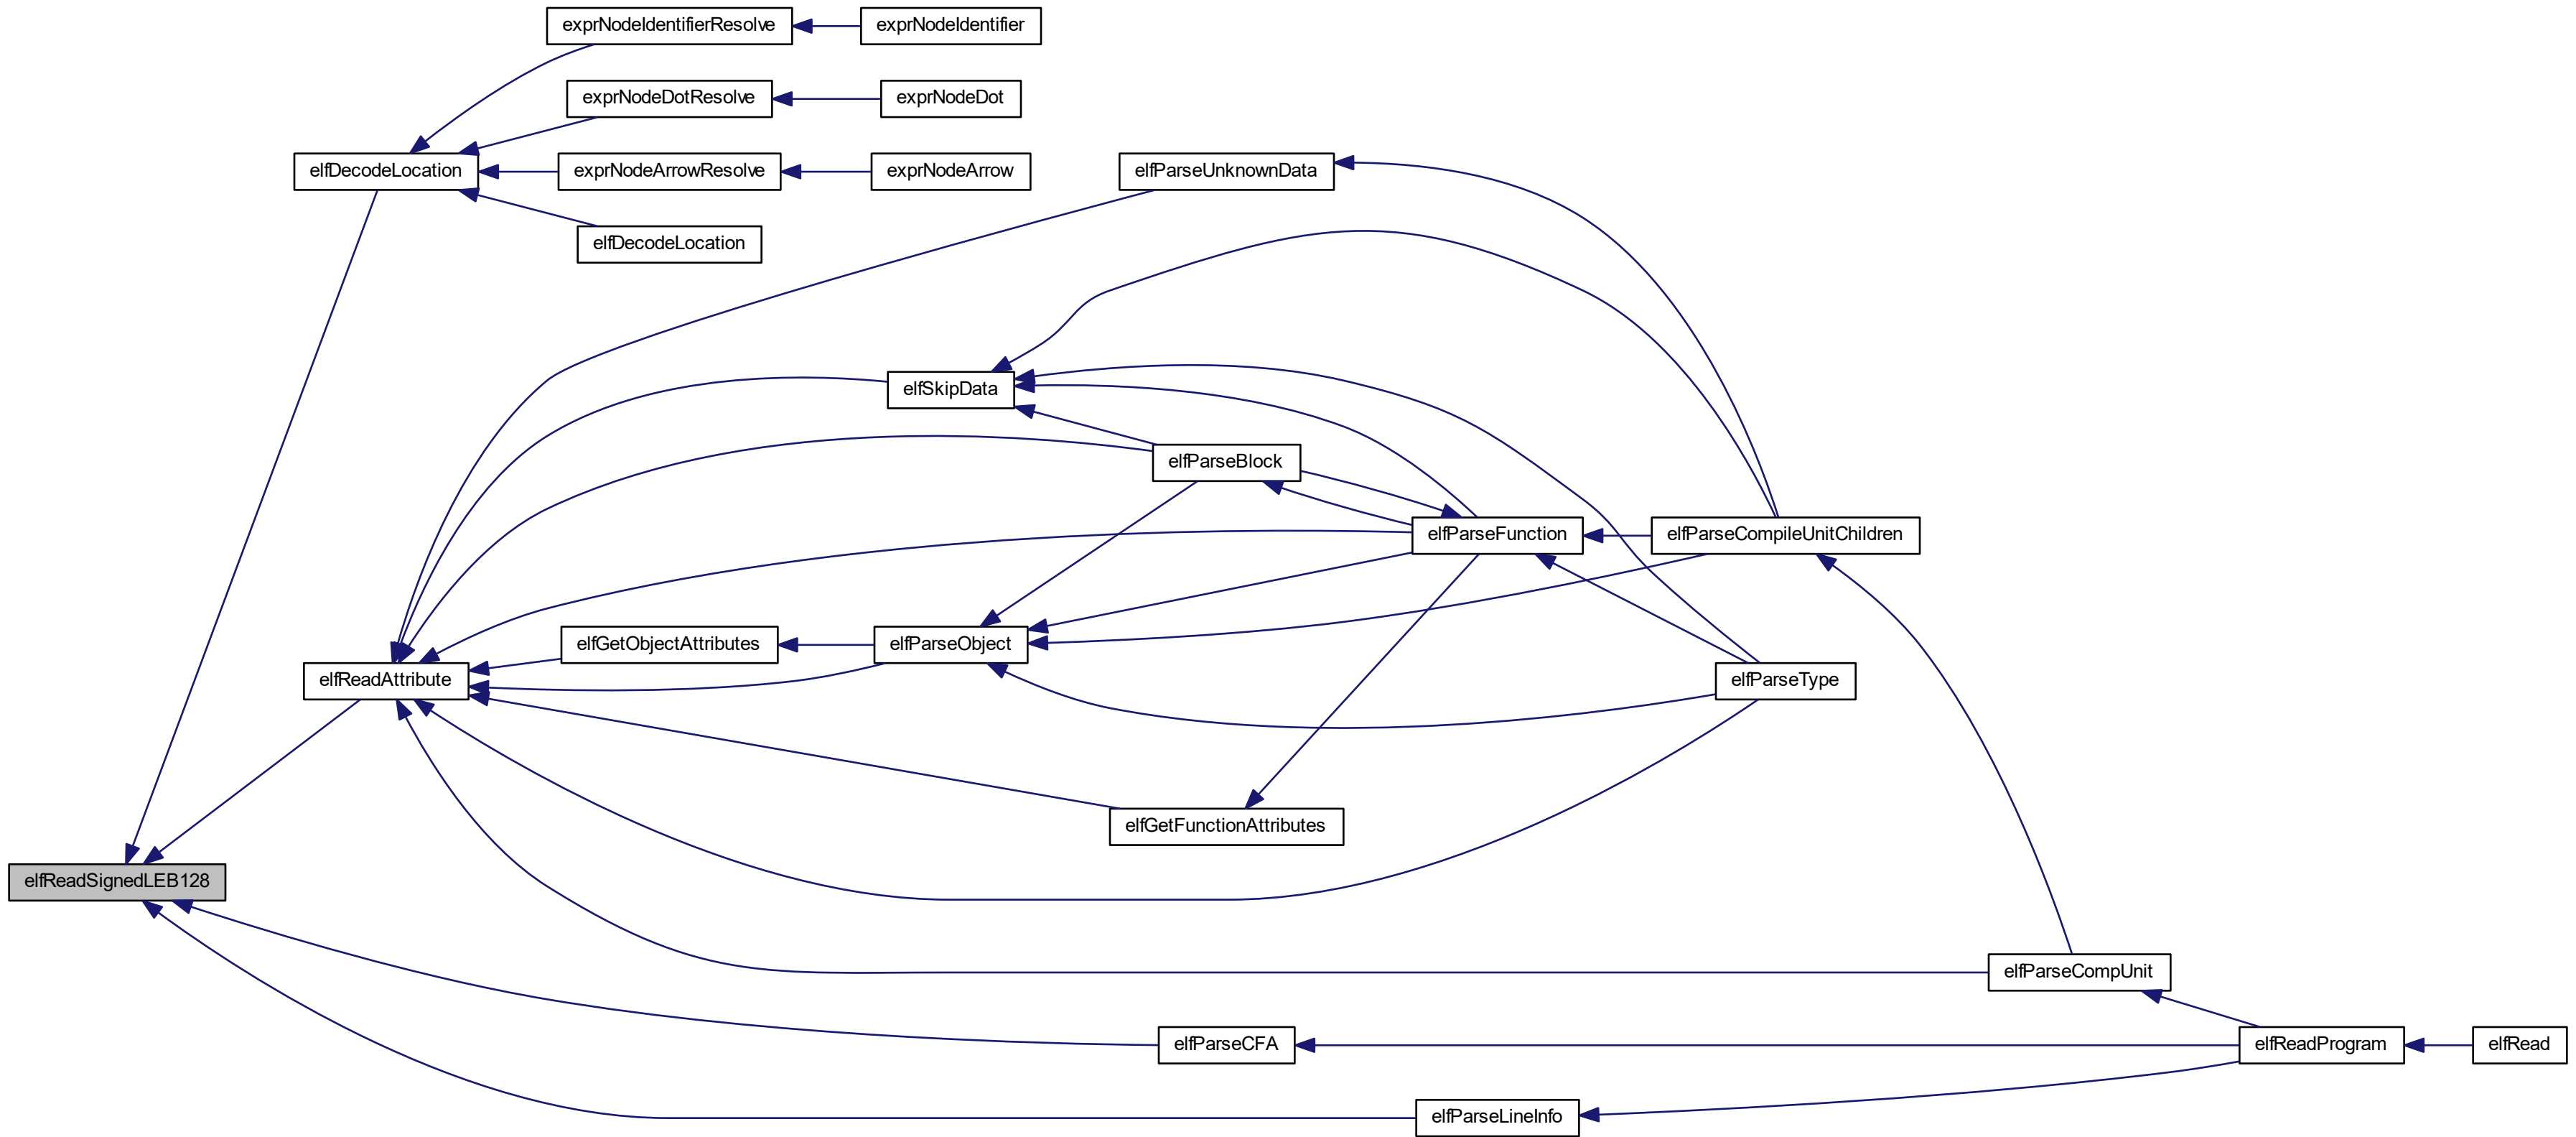 exprNodeIdentifierResolve
exprNodeIdentifier
exprNodeDotResolve
exprNodeDot
elfDecodeLocation
exprNodeArrowResolve
exprNodeArrow
elfParseUnknownData
elfDecodeLocation
elfSkipData
elfParseBlock
elfParseFunction
elfParseCompileUnitChildren
elfGetObjectAttributes
elfParseObject
elfReadAttribute
elfParseType
elfGetFunctionAttributes
elfReadSignedLEB128
elfParseCompUnit
elfParseCFA
elfReadProgram
elfRead
elfParseLineInfo